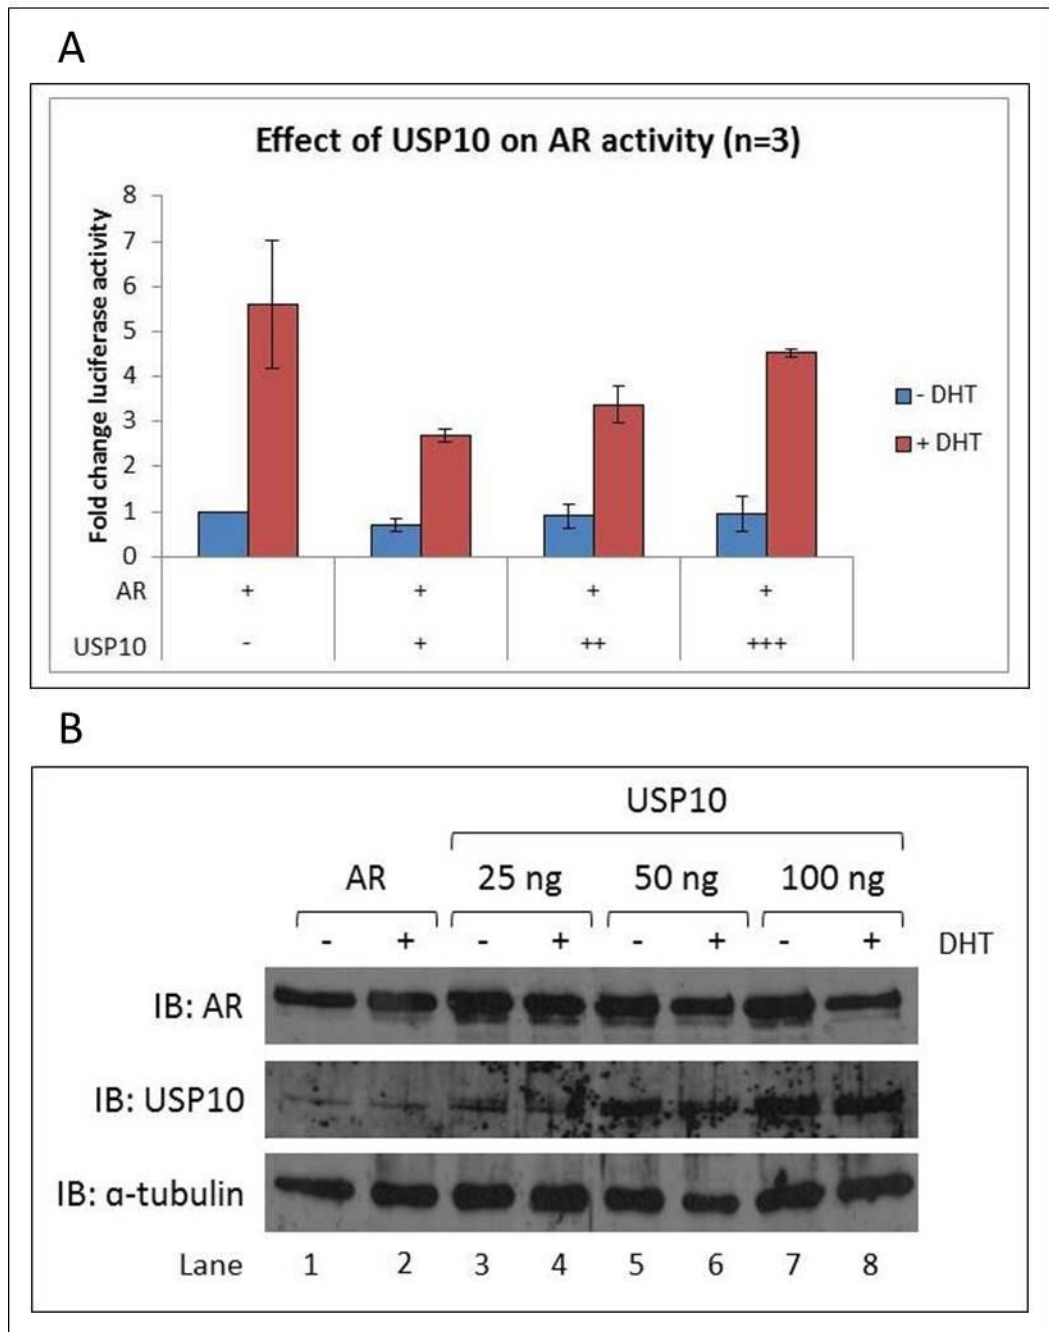 A
Effect of USP10 on AR activity (n=3)
Fold change luciferase activity
8
7
6
5
4
3
2
1
0
- DHT
+ DHT
AR + + + +
USP10 - + ++ +++
B
USP10
AR 25 ng 50 ng 100 ng
- + - + - + - + DHT
IB: AR
IB: USP10
IB: α-tubulin
Lane 1 2 3 4 5 6 7 8